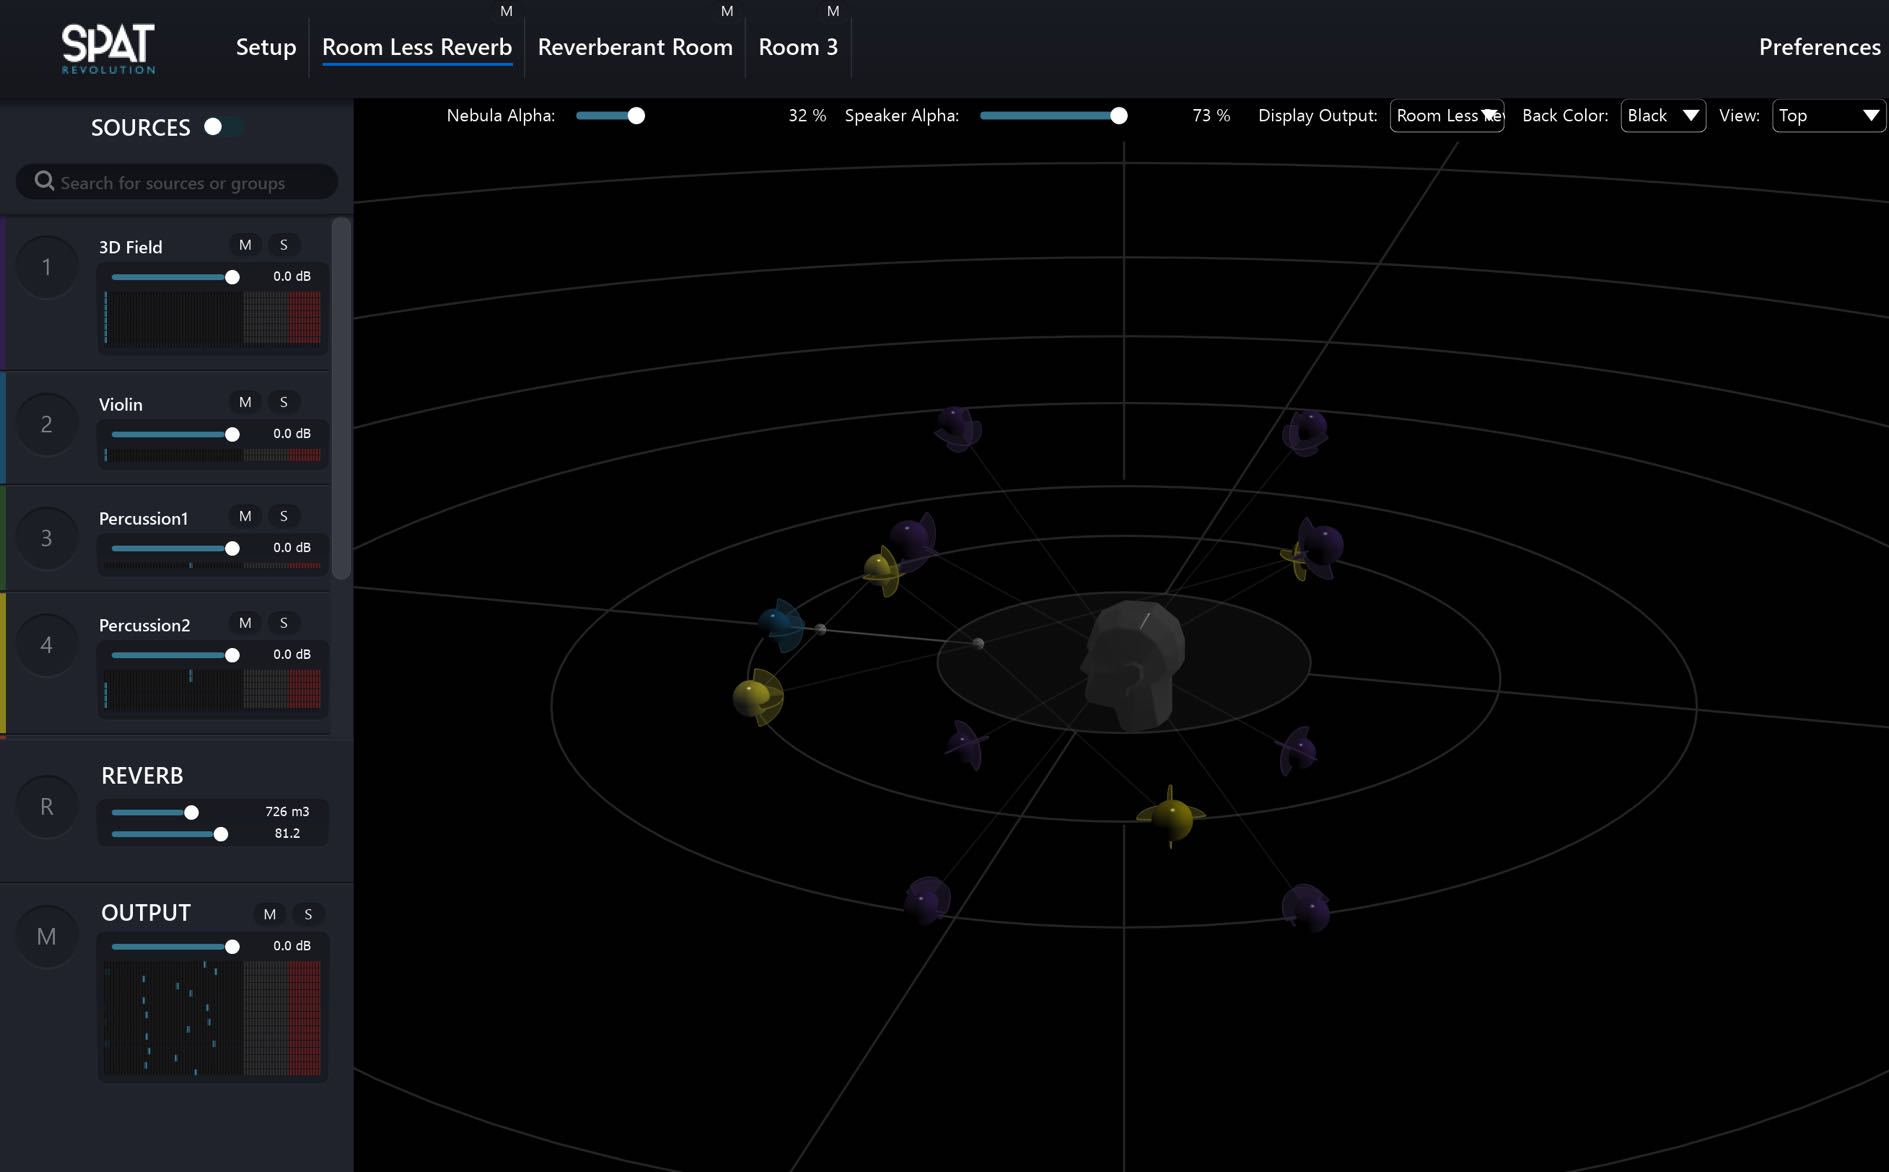 M M M
SPAT
REVOLUTION
Setup Room Less Reverb Reverberant Room Room 3 Preferences
Nebula Alpha: 32 % Speaker Alpha: 73 % Display Output: Room Less Rev Back Color: Black View: Top
SOURCES
Search for sources or groups
1 3D Field M S
0.0 dB
2 Violin M S
0.0 dB
3 Percussion1 M S
0.0 dB
4 Percussion2 M S
0.0 dB
REVERB
R 726 m3
81.2
OUTPUT M S
M 0.0 dB